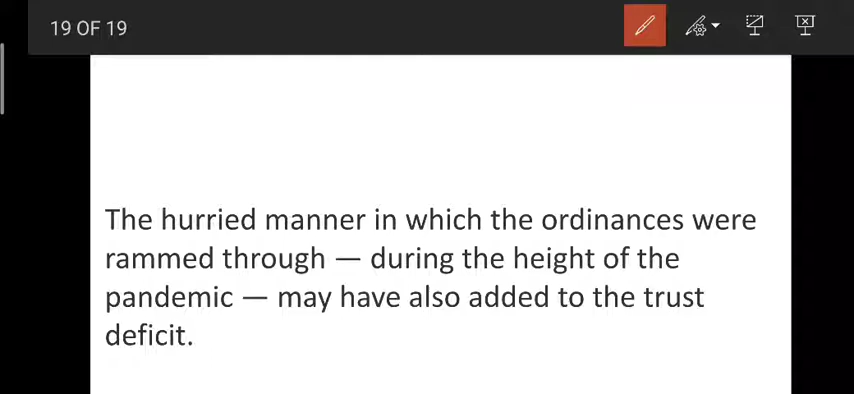 19 OF 19
The hurried manner in which the ordinances were
rammed through — during the height of the
pandemic — may have also added to the trust
deficit.